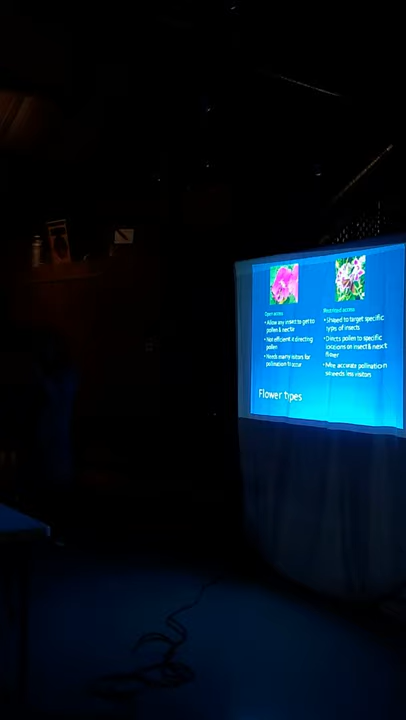 Open access
• Allow any insect to get to
pollen & nectar
• Not efficient at directing
pollen
• Needs many visitors for
pollination to occur
Restricted access
• Shaped to target specific
types of insects
• Directs pollen to specific
locations on insect & next
flower
• More accurate pollination
so needs less visitors
Flower types